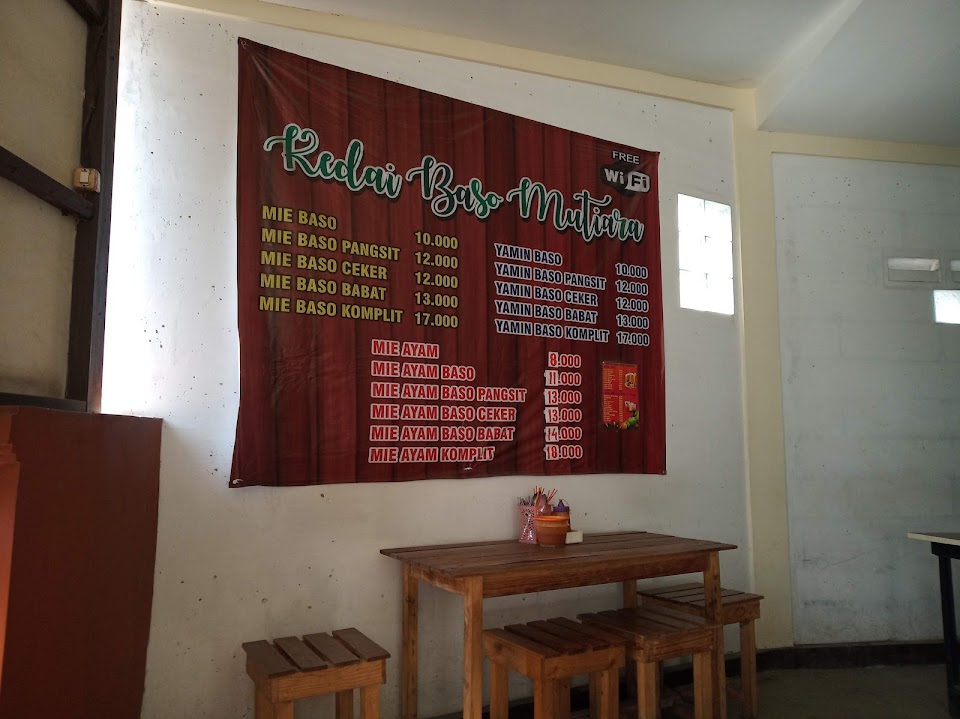 Kedai Baso Mutiara
FREE
WiFi
MIE BASO 10.000
MIE BASO PANGSIT 12.000
MIE BASO CEKER 12.000
MIE BASO BABAT 13.000
MIE BASO KOMPLIT 17.000
YAMIN BASO 10.000
YAMIN BASO PANGSIT 12.000
YAMIN BASO CEKER 12.000
YAMIN BASO BABAT 13.000
YAMIN BASO KOMPLIT 17.000
MIE AYAM 8.000
MIE AYAM BASO 11.000
MIE AYAM BASO PANGSIT 13.000
MIE AYAM BASO CEKER 13.000
MIE AYAM BASO BABAT 14.000
MIE AYAM KOMPLIT 18.000